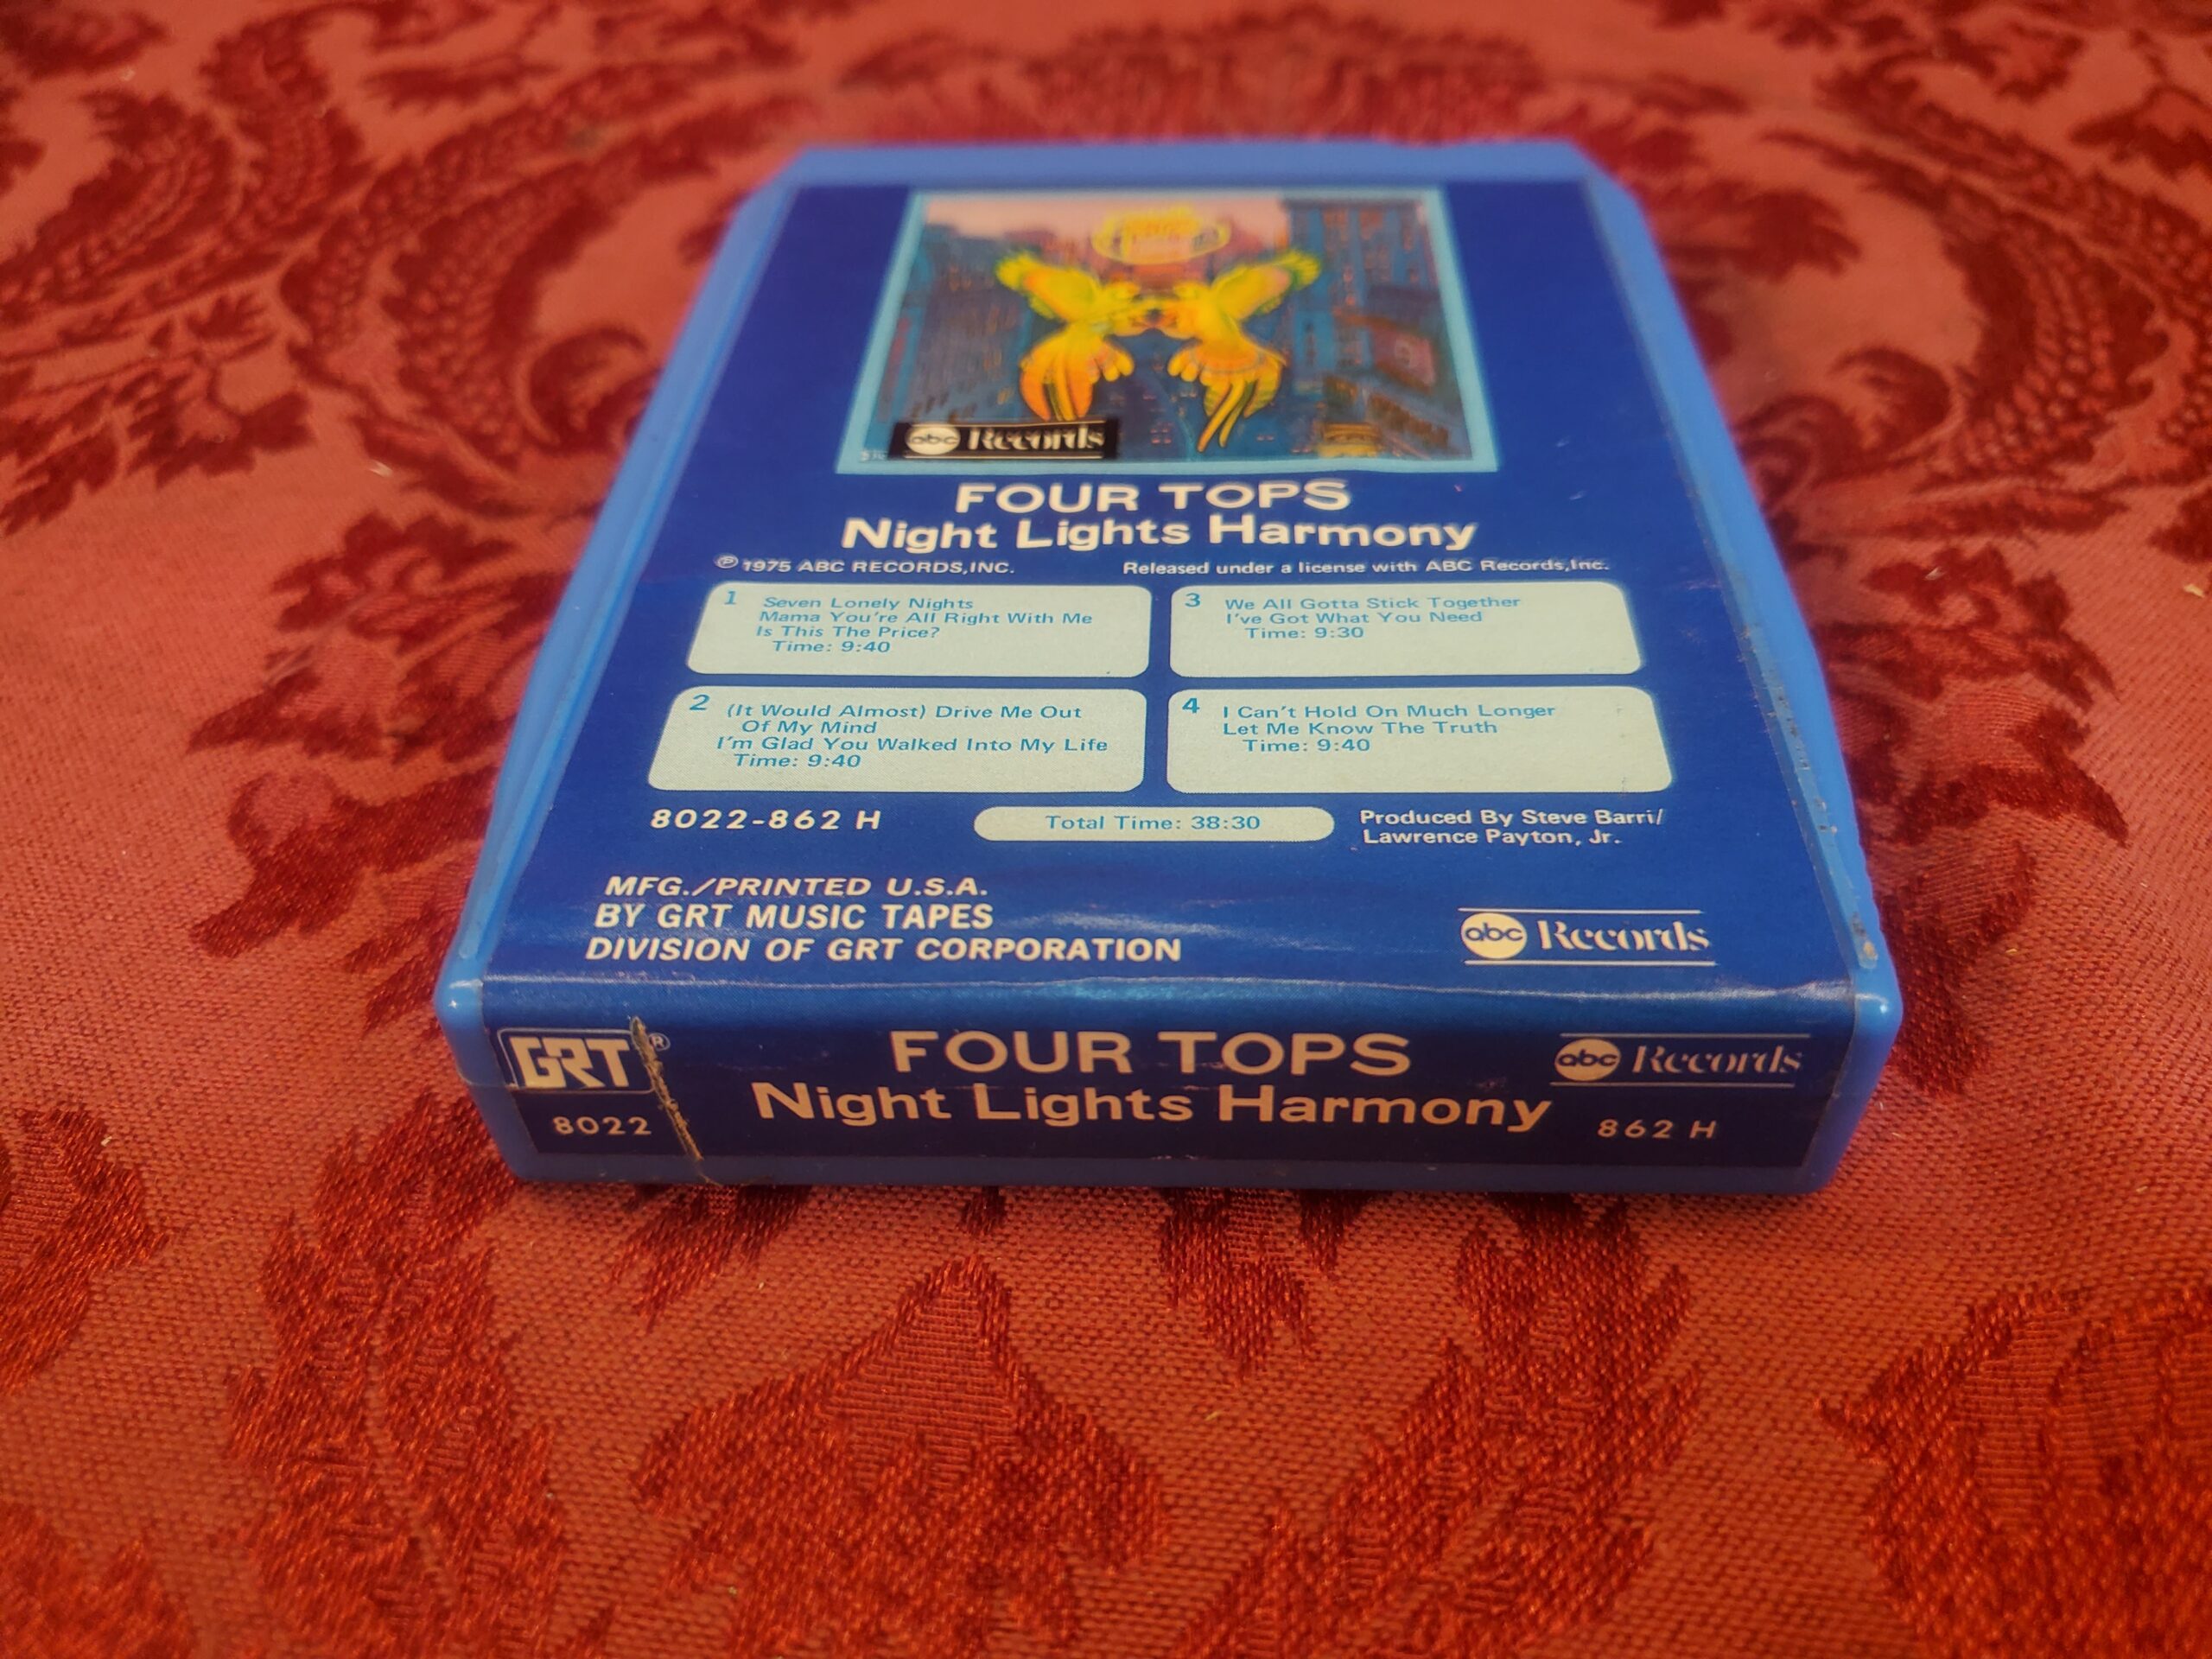 abc Records
FOUR TOPS
Night Lights Harmony
℗ 1975 ABC RECORDS,INC. Released under a license with ABC Records,Inc.
1 Seven Lonely Nights
Mama You're All Right With Me
Is This The Price?
Time: 9:40
3 We All Gotta Stick Together
I've Got What You Need
Time: 9:30
2 (It Would Almost) Drive Me Out
Of My Mind
I'm Glad You Walked Into My Life
Time: 9:40
4 I Can't Hold On Much Longer
Let Me Know The Truth
Time: 9:40
8022-862 H
Total Time: 38:30
Produced By Steve Barri/
Lawrence Payton, Jr.
MFG./PRINTED U.S.A.
BY GRT MUSIC TAPES
DIVISION OF GRT CORPORATION
abc Records
GRT ®
8022
FOUR TOPS
Night Lights Harmony
abc Records
862 H